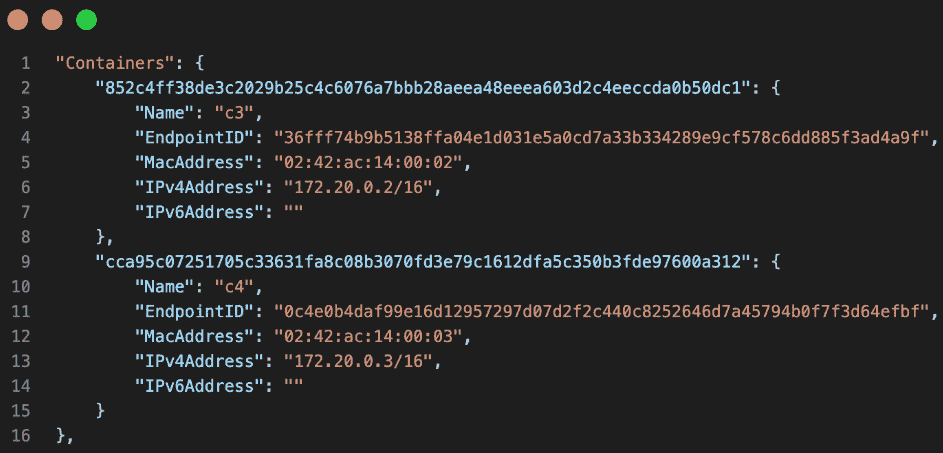 1 "Containers": {
2 "852c4ff38de3c2029b25c4c6076a7bbb28aeea48eeea603d2c4eeccda0b50dc1": {
3 "Name": "c3",
4 "EndpointID": "36fff74b9b5138ffa04e1d031e5a0cd7a33b334289e9cf578c6dd885f3ad4a9f",
5 "MacAddress": "02:42:ac:14:00:02",
6 "IPv4Address": "172.20.0.2/16",
7 "IPv6Address": ""
8 },
9 "cca95c07251705c33631fa8c08b3070fd3e79c1612dfa5c350b3fde97600a312": {
10 "Name": "c4",
11 "EndpointID": "0c4e0b4daf99e16d12957297d07d2f2c440c8252646d7a45794b0f7f3d64efbf",
12 "MacAddress": "02:42:ac:14:00:03",
13 "IPv4Address": "172.20.0.3/16",
14 "IPv6Address": ""
15 }
16 },